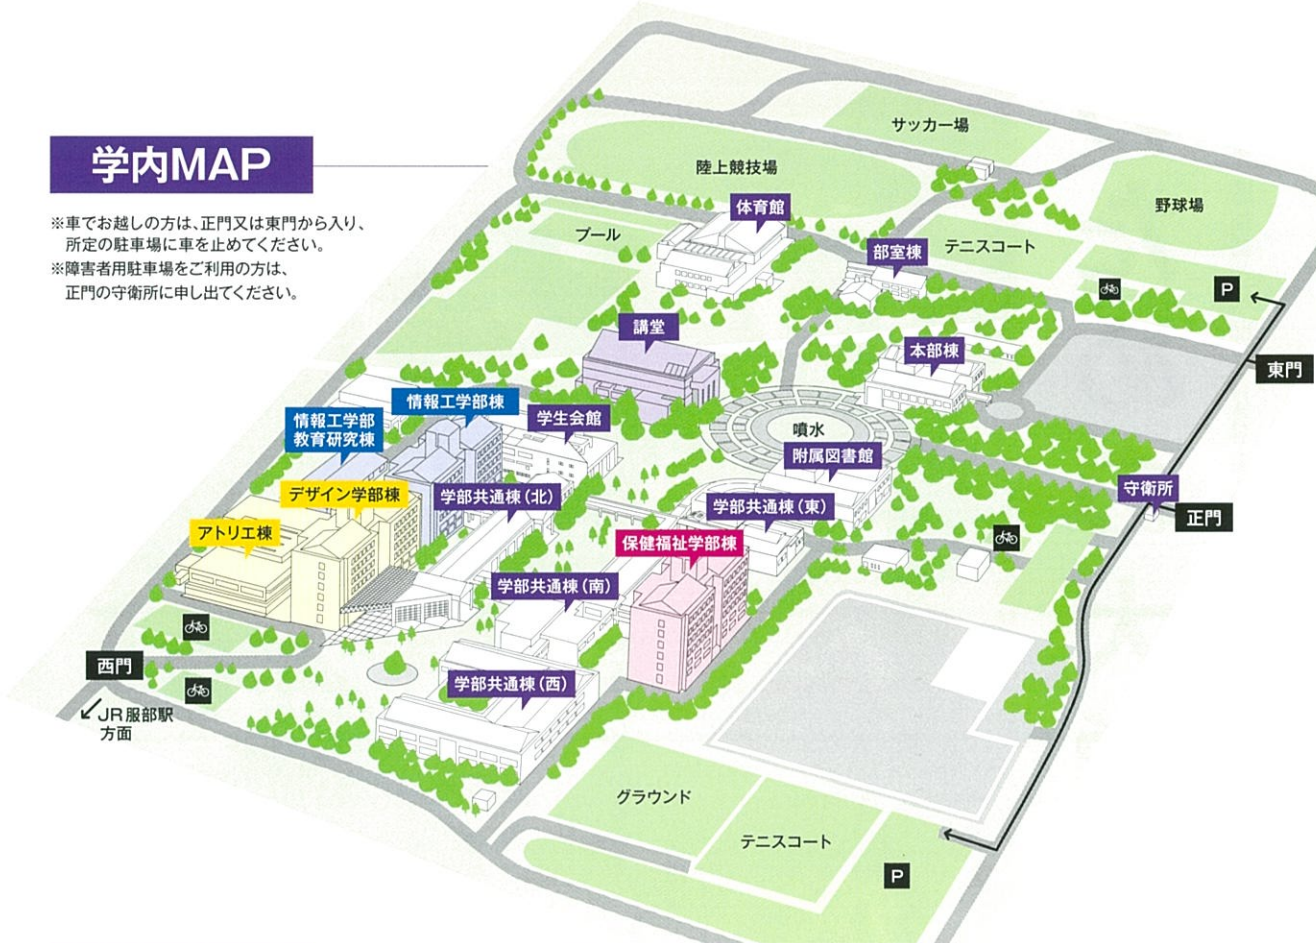 学内MAP
※車でお越しの方は、正門又は東門から入り、
所定の駐車場に車を止めてください。
※障害者用駐車場をご利用の方は、
正門の守衛所に申し出てください。
サッカー場
陸上競技場
野球場
体育館
プール
テニスコート
部室棟
P
講堂
本部棟
東門
情報工学部棟
情報工学部
教育研究棟
学生会館
噴水
附属図書館
守衛所
正門
デザイン学部棟
学部共通棟(北)
学部共通棟(東)
アトリエ棟
保健福祉学部棟
学部共通棟(南)
西門
学部共通棟(西)
JR服部駅
方面
グラウンド
テニスコート
P